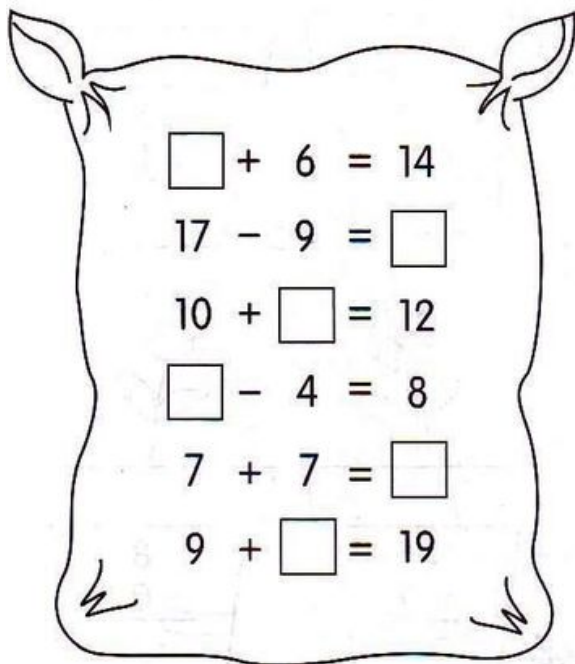 □ + 6 = 14
17 - 9 = □
10 + □ = 12
□ - 4 = 8
7 + 7 = □
9 + □ = 19